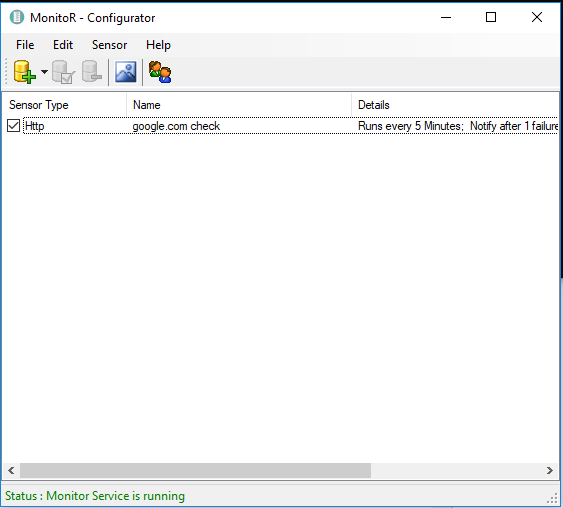 MonitoR - Configurator
File Edit Sensor Help
Sensor Type Name Details
Http google.com check Runs every 5 Minutes; Notify after 1 failure
Status : Monitor Service is running